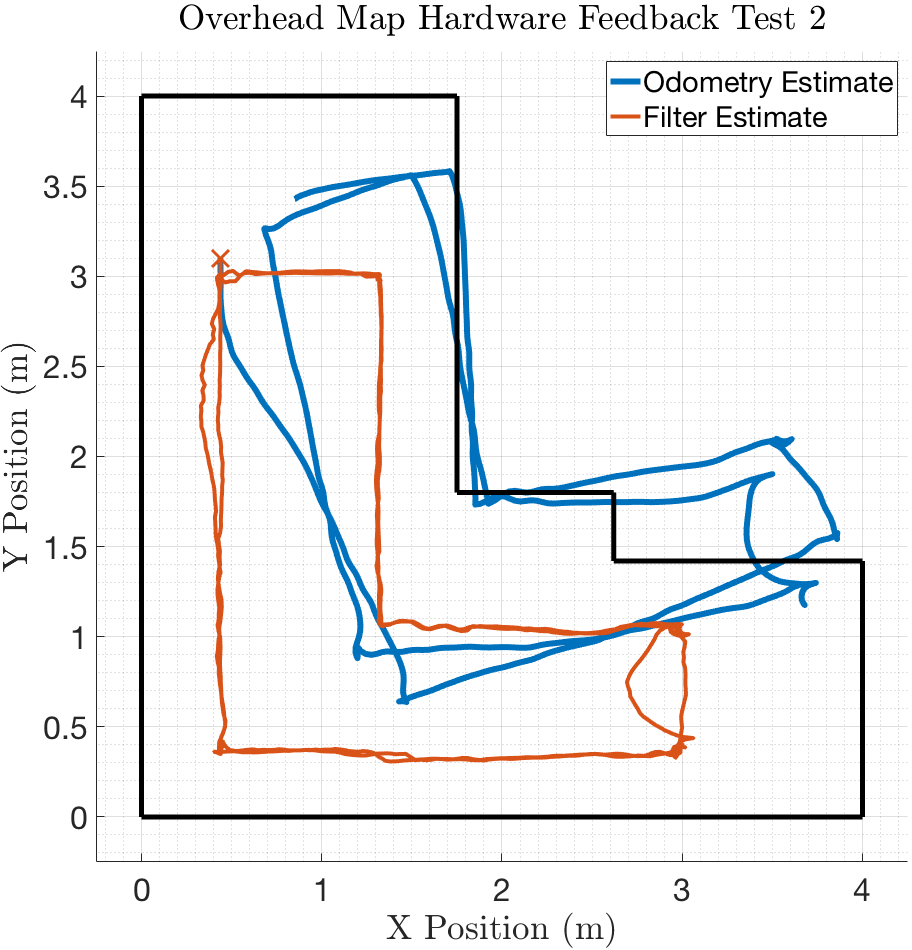 Overhead Map Hardware Feedback Test 2
Odometry Estimate
Filter Estimate
4
3.5
3
2.5
2
1.5
1
0.5
0
Y Position (m)
0 1 2 3 4
X Position (m)